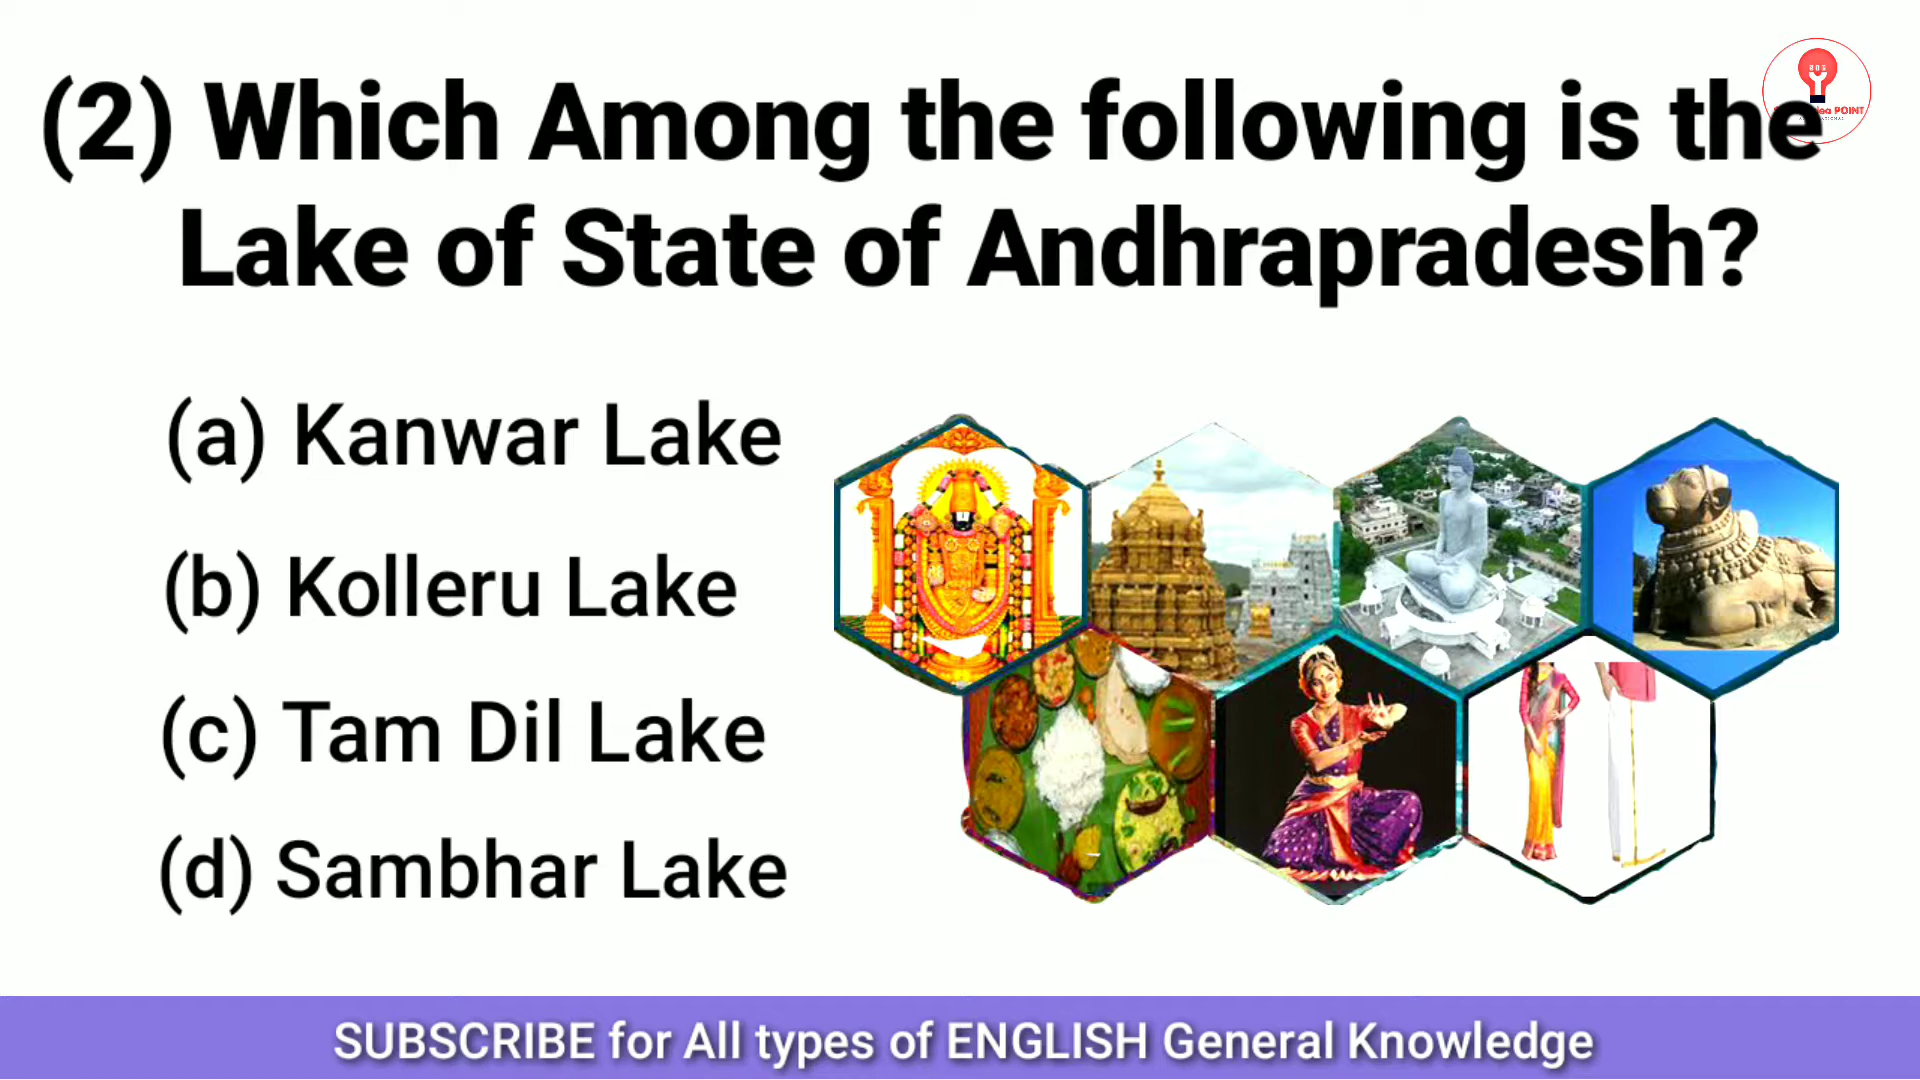 (2) Which Among the following is the
Lake of State of Andhrapradesh?
(a) Kanwar Lake
(b) Kolleru Lake
(c) Tam Dil Lake
(d) Sambhar Lake
POINT
SUBSCRIBE for All types of ENGLISH General Knowledge